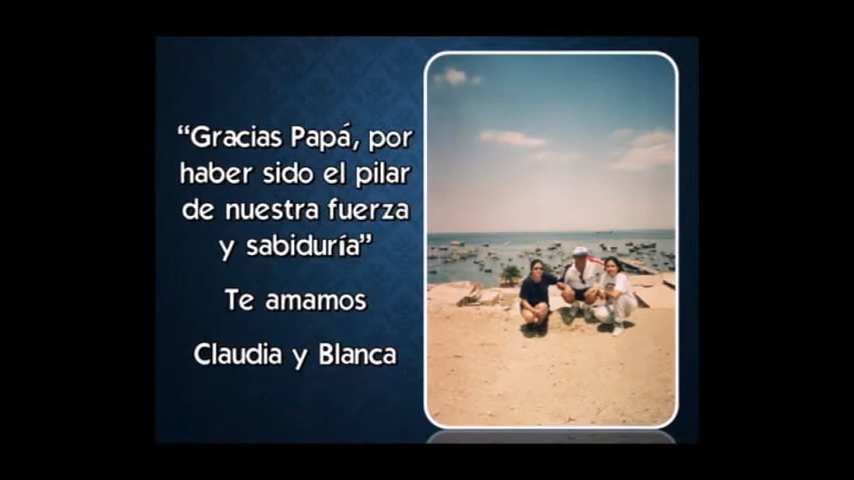 “Gracias Papá, por
haber sido el pilar
de nuestra fuerza
y sabiduría”
Te amamos
Claudia y Blanca